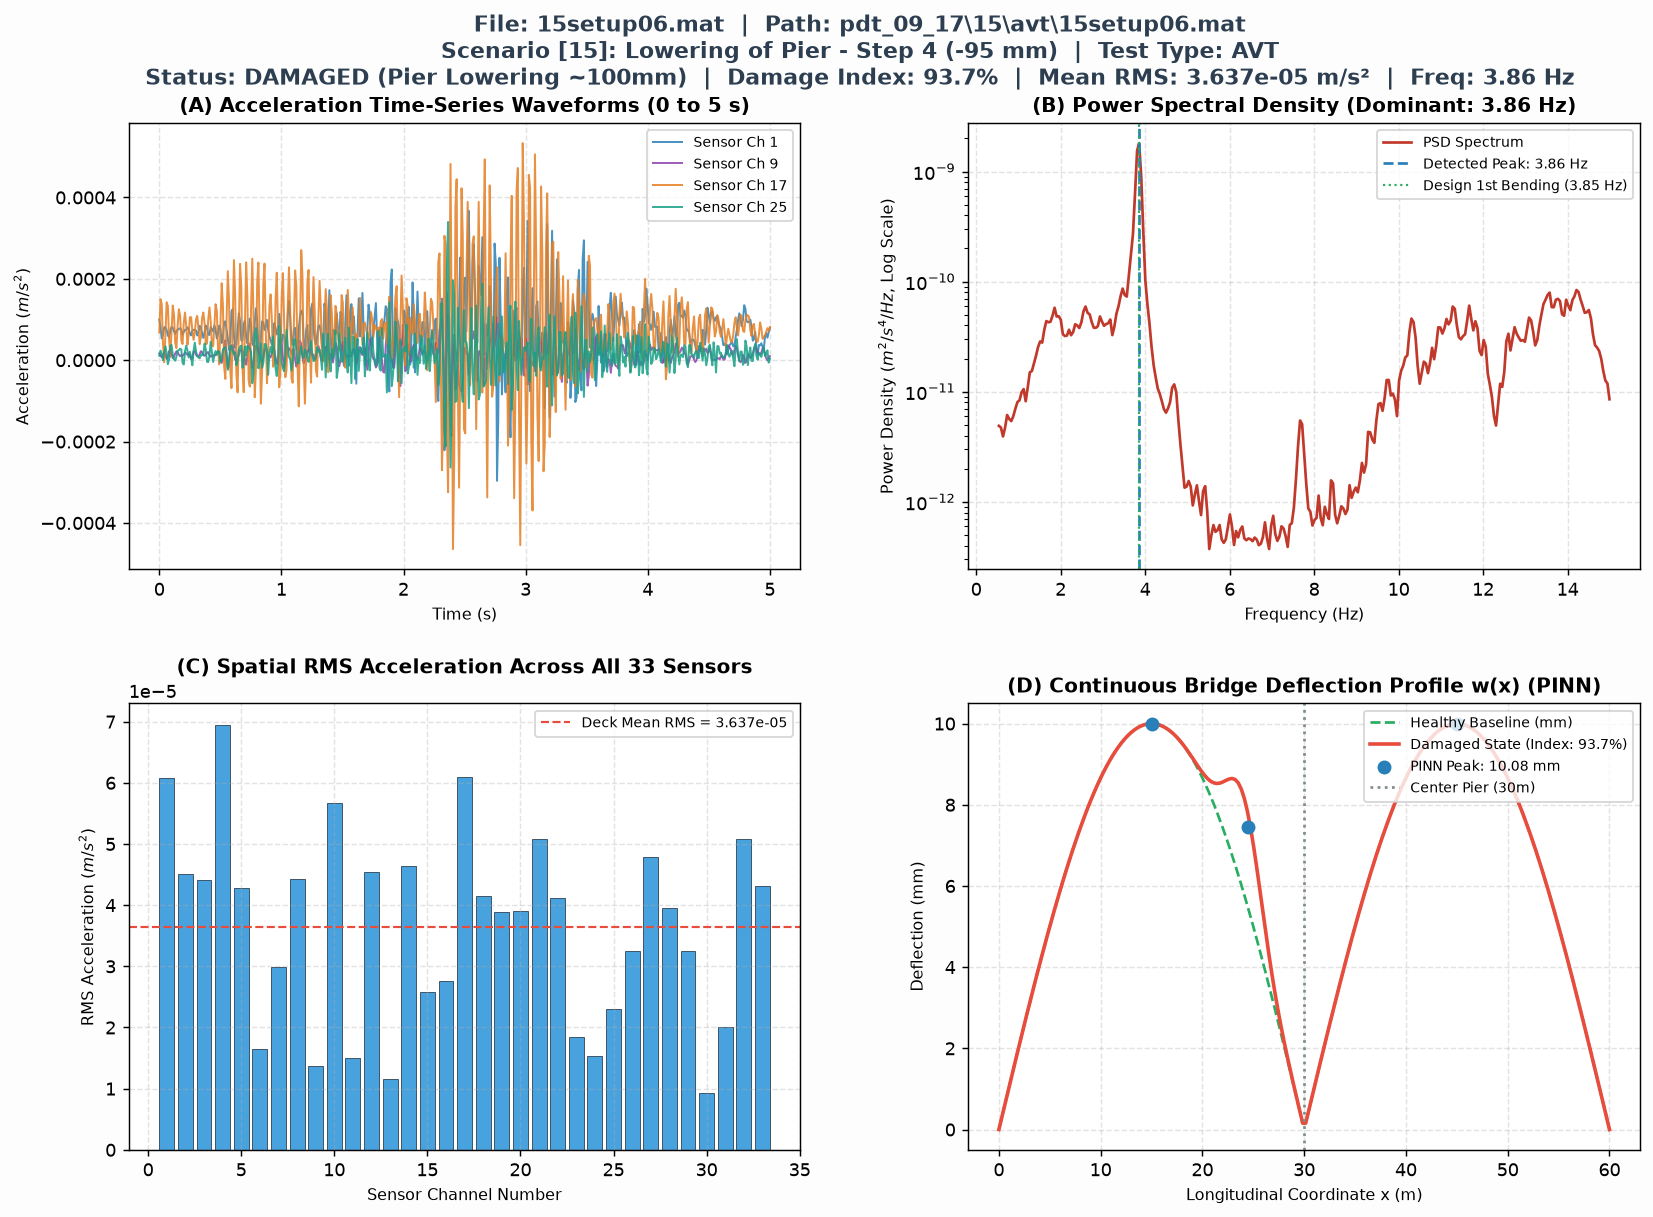 File: 15setup06.mat | Path: pdt_09_17\15\avt\15setup06.mat
Scenario [15]: Lowering of Pier - Step 4 (-95 mm) | Test Type: AVT
Status: DAMAGED (Pier Lowering ~100mm) | Damage Index: 93.7% | Mean RMS: 3.637e-05 m/s² | Freq: 3.86 Hz
(A) Acceleration Time-Series Waveforms (0 to 5 s)
Sensor Ch 1
Sensor Ch 9
Sensor Ch 17
Sensor Ch 25
Acceleration (m/s²)
0.0004
0.0002
0.0000
−0.0002
−0.0004
0 1 2 3 4 5
Time (s)
(B) Power Spectral Density (Dominant: 3.86 Hz)
PSD Spectrum
Detected Peak: 3.86 Hz
Design 1st Bending (3.85 Hz)
Power Density (m²/s⁴/Hz, Log Scale)
10⁻⁹
10⁻¹⁰
10⁻¹¹
10⁻¹²
0 2 4 6 8 10 12 14
Frequency (Hz)
(C) Spatial RMS Acceleration Across All 33 Sensors
1e−5
Deck Mean RMS = 3.637e-05
RMS Acceleration (m/s²)
7
6
5
4
3
2
1
0
0 5 10 15 20 25 30 35
Sensor Channel Number
(D) Continuous Bridge Deflection Profile w(x) (PINN)
Healthy Baseline (mm)
Damaged State (Index: 93.7%)
PINN Peak: 10.08 mm
Center Pier (30m)
Deflection (mm)
10
8
6
4
2
0
0 10 20 30 40 50 60
Longitudinal Coordinate x (m)